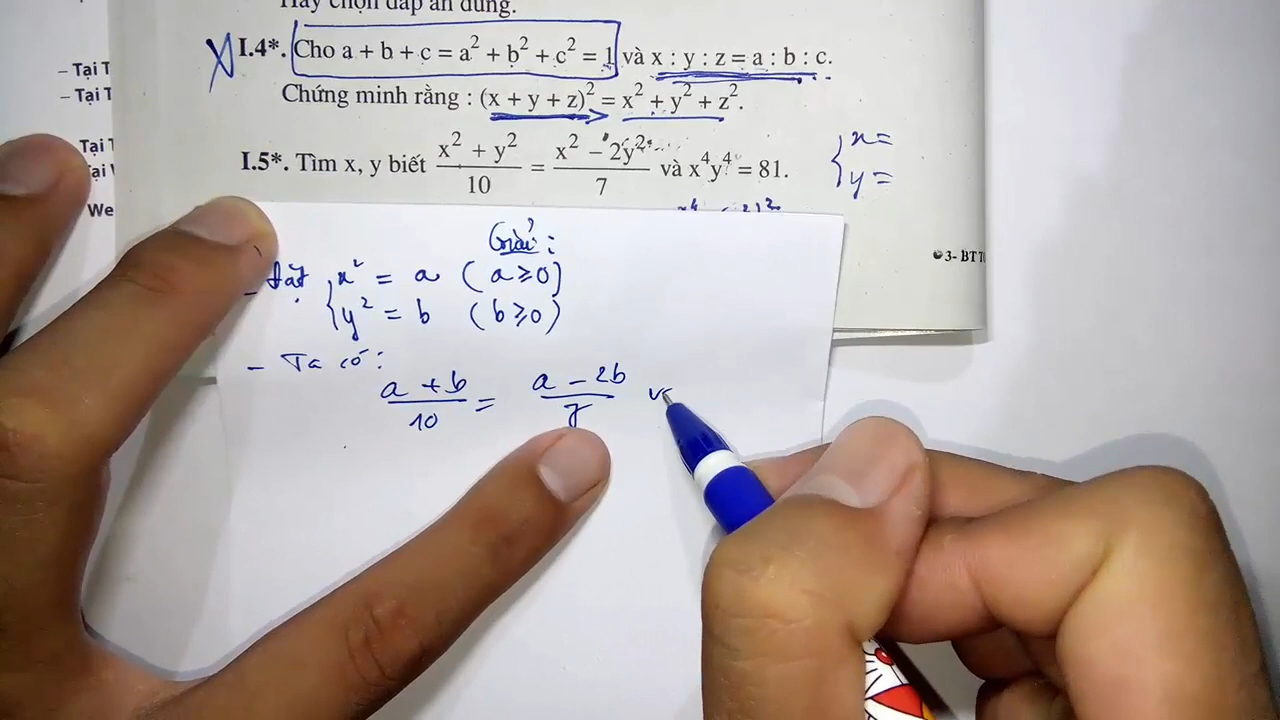 Hãy chọn đáp án đúng.
I.4*. Cho a + b + c = a² + b² + c² = 1 và x : y : z = a : b : c.
Chứng minh rằng : (x + y + z)² = x² + y² + z².
I.5*. Tìm x, y biết (x² + y²)/10 = (x² – 2y²)/7 và x⁴y⁴ = 81.
x =
y =
– Tại T
– Tại T
Tại T
Tại
We
3- BT T
Giải:
- Đặt { x² = a (a ⩾ 0)
y² = b (b ⩾ 0)
- Ta có:
(a + b)/10 = (a - 2b)/7 v